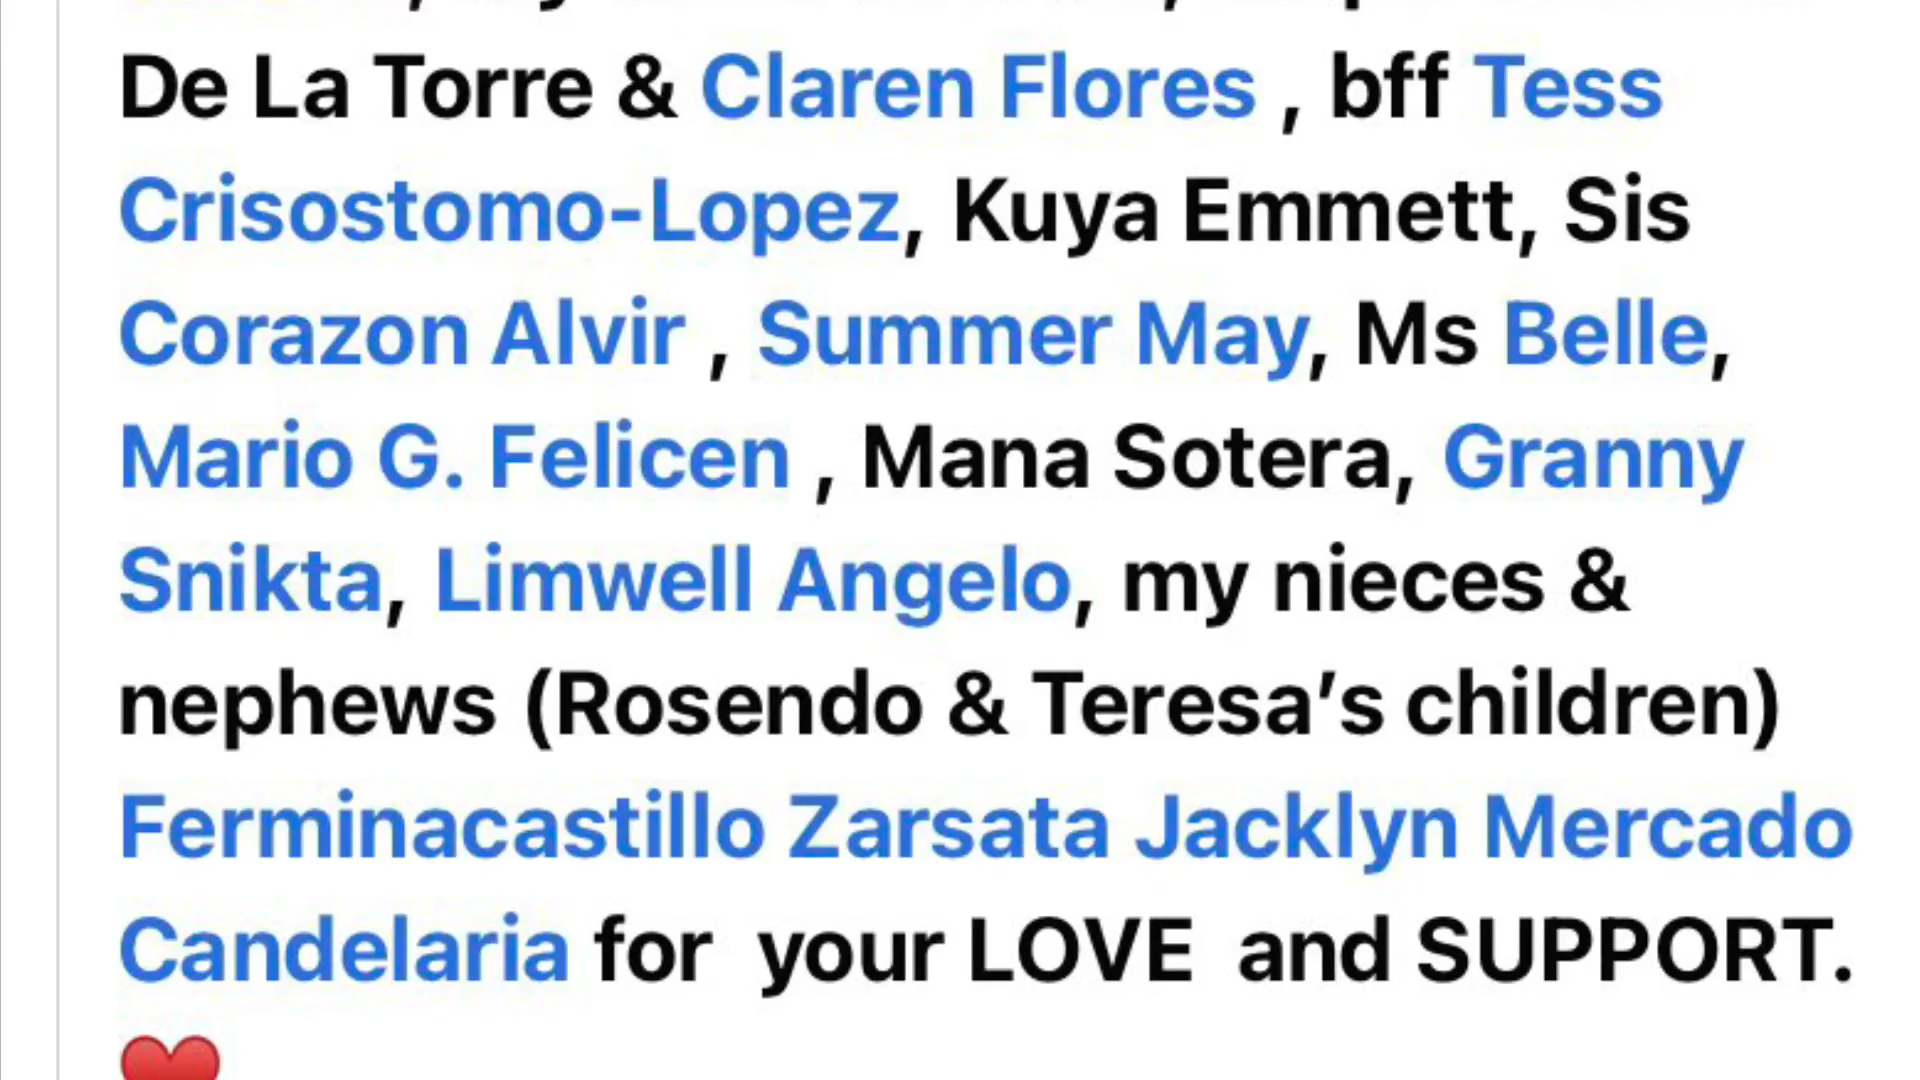 De La Torre & Claren Flores , bff Tess
Crisostomo-Lopez, Kuya Emmett, Sis
Corazon Alvir , Summer May, Ms Belle,
Mario G. Felicen , Mana Sotera, Granny
Snikta, Limwell Angelo, my nieces &
nephews (Rosendo & Teresa’s children)
Ferminacastillo Zarsata Jacklyn Mercado
Candelaria for  your LOVE  and SUPPORT.